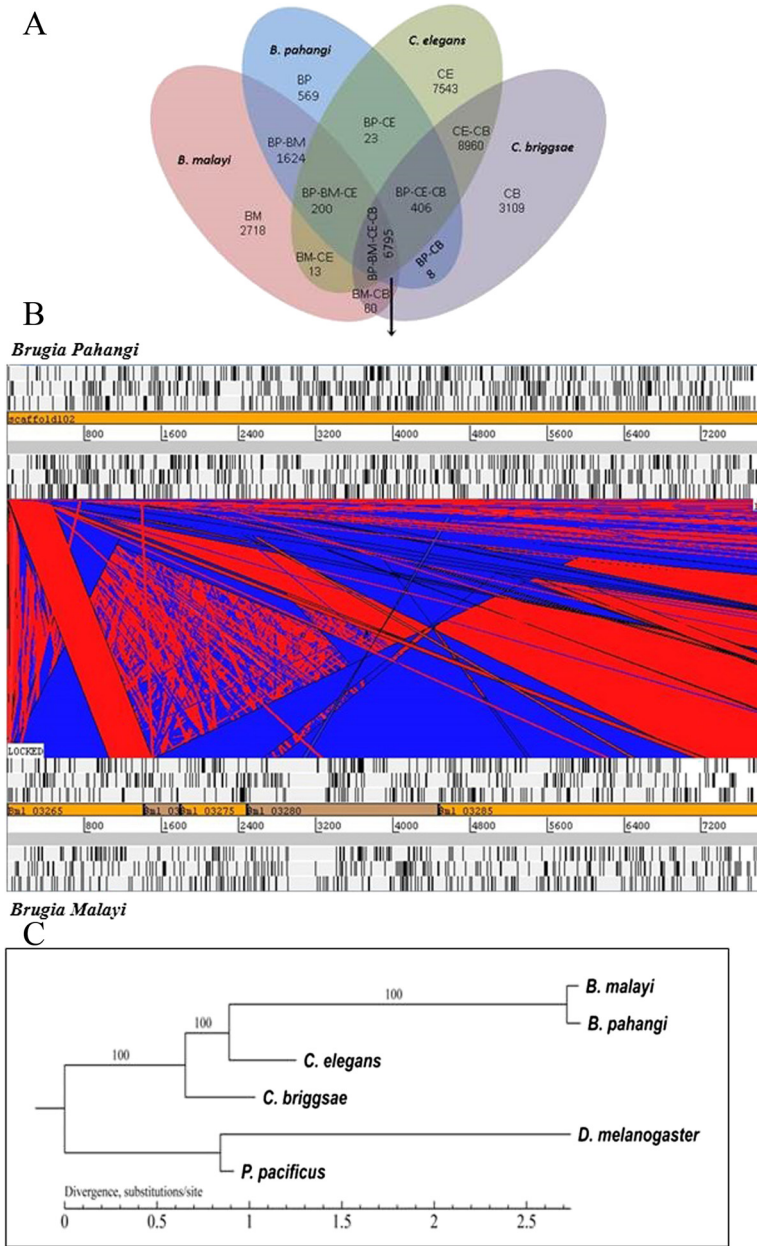 A
B. pahangi
C. elegans
BP
569
CE
7543
B. malayi
BP-BM
1624
BP-CE
23
CE-CB
8960
C. briggsae
BP-BM-CE
200
BP-CE-CB
406
CB
3109
BM
2718
BP-BM-CE-CB
6795
BM-CE
13
BP-CB
8
BM-CB
60
B
Brugia Pahangi
scaffold102
800 1600 2400 3200 4000 4800 5600 6400 7200
LOCKED
Bm1_03265 Bm1_03 Bm1_03275 Bm1_03280 Bm1_03285
800 1600 2400 3200 4000 4800 5600 6400 7200
Brugia Malayi
C
B. malayi
100
B. pahangi
100
C. elegans
100
C. briggsae
D. melanogaster
P. pacificus
Divergence, substitutions/site
0 0.5 1 1.5 2 2.5